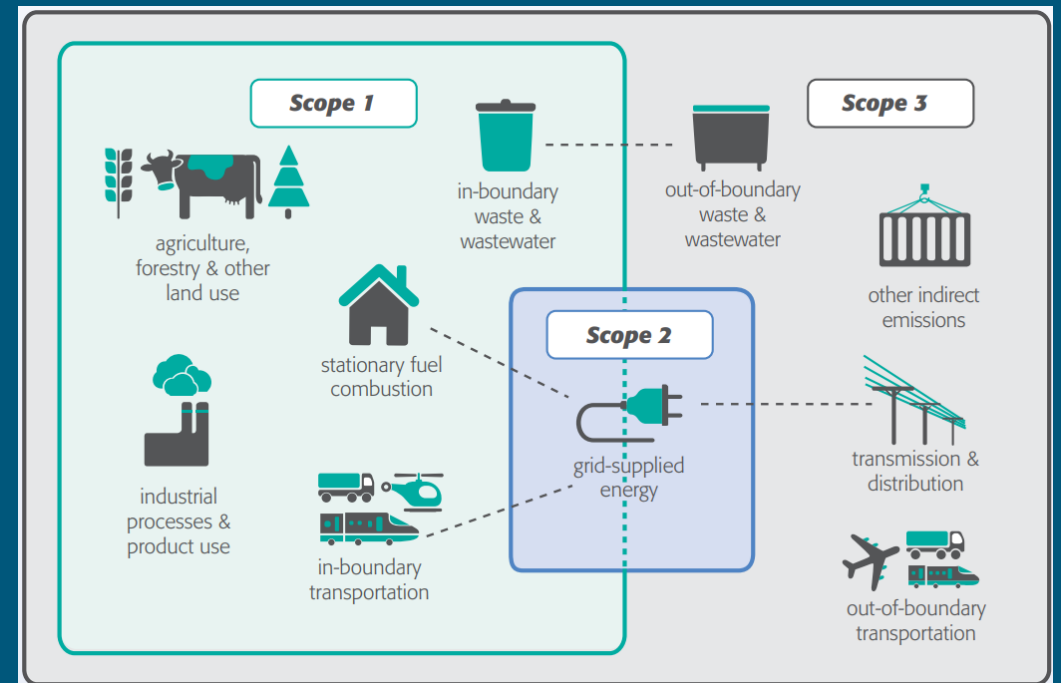 Scope 1
Scope 3
in-boundary
waste &
wastewater
out-of-boundary
waste &
wastewater
agriculture,
forestry & other
land use
other indirect
emissions
Scope 2
stationary fuel
combustion
grid-supplied
energy
transmission &
distribution
industrial
processes &
product use
in-boundary
transportation
out-of-boundary
transportation